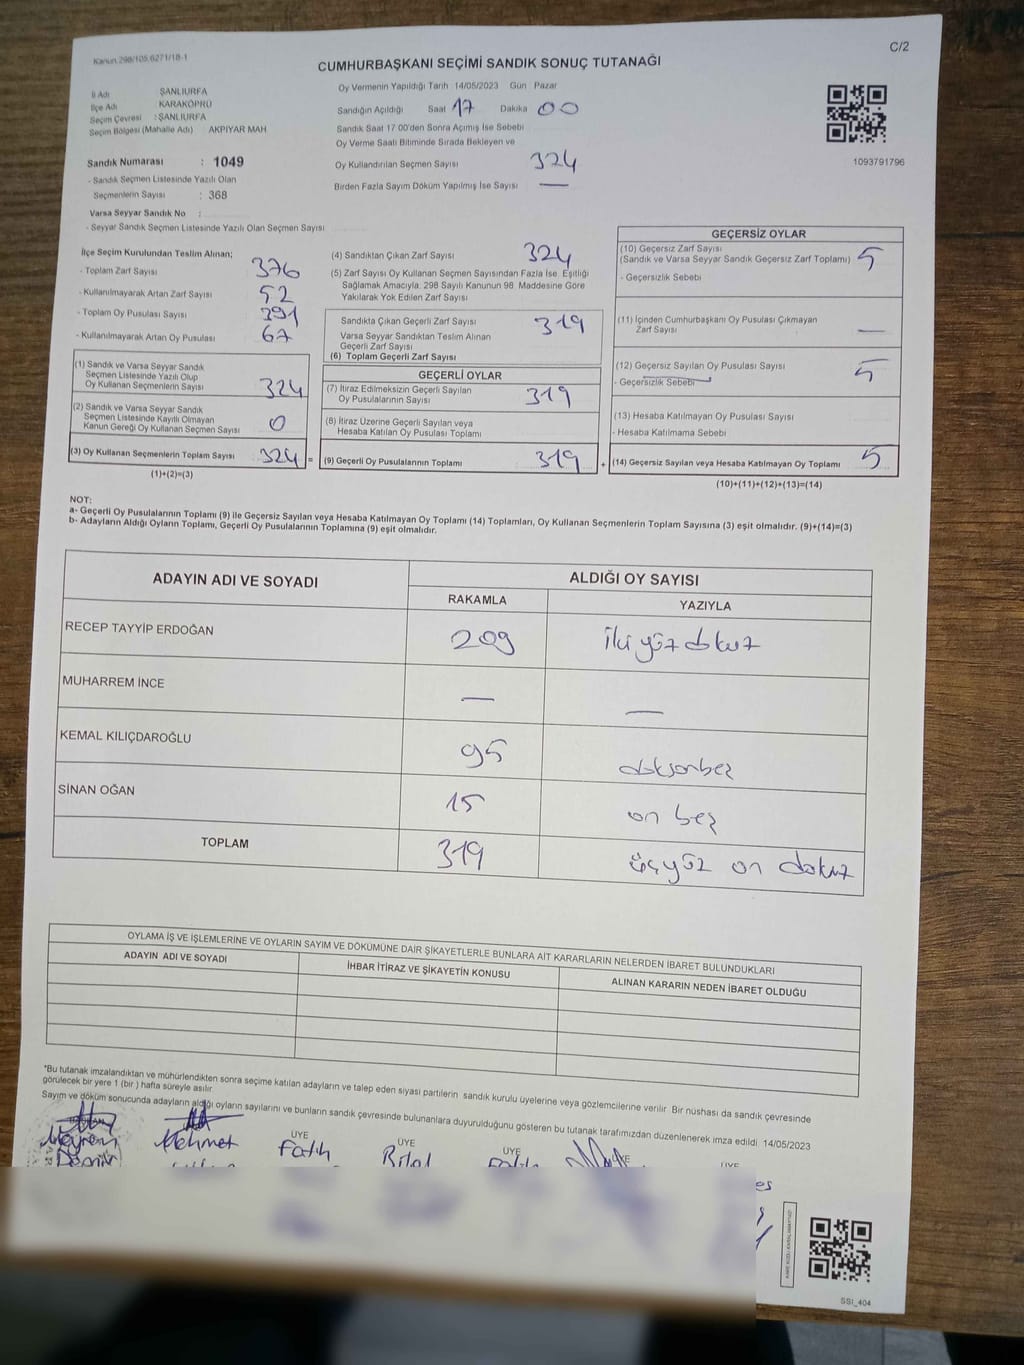 Kanun 298/105,6271/18-1
C/2
CUMHURBAŞKANI SEÇİMİ SANDIK SONUÇ TUTANAĞI
İl Adı ŞANLIURFA
İlçe Adı : KARAKÖPRÜ
Seçim Çevresi : ŞANLIURFA
Seçim Bölgesi (Mahalle Adı) AKPIYAR MAH
Oy Vermenin Yapıldığı Tarih 14/05/2023 Gün Pazar
Sandığın Açıldığı Saat 17 Dakika 00
Sandık Saat 17 00'den Sonra Açımış İse Sebebi
Oy Verme Saati Bitiminde Sırada Bekleyen ve
Oy Kullandırılan Seçmen Sayısı 324
Birden Fazla Sayım Döküm Yapılmış İse Sayısı —
1093791796
Sandık Numarası : 1049
- Sandık Seçmen Listesinde Yazılı Olan
Seçmenlerin Sayısı : 368
Varsa Seyyar Sandık No :
- Seyyar Sandık Seçmen Listesinde Yazılı Olan Seçmen Sayısı
İlçe Seçim Kurulundan Teslim Alınan;
- Toplam Zarf Sayısı 376
- Kullanılmayarak Artan Zarf Sayısı 52
- Toplam Oy Pusulası Sayısı 391
- Kullanılmayarak Artan Oy Pusulası 67
(1) Sandık ve Varsa Seyyar Sandık
Seçmen Listesinde Yazılı Olup
Oy Kullanan Seçmenlerin Sayısı 324
(2) Sandık ve Varsa Seyyar Sandık
Seçmen Listesinde Kayıtlı Olmayan
Kanun Gereği Oy Kullanan Seçmen Sayısı 0
(3) Oy Kullanan Seçmenlerin Toplam Sayısı 324 =
(1)+(2)=(3)
(4) Sandıktan Çıkan Zarf Sayısı 324
(5) Zarf Sayısı Oy Kullanan Seçmen Sayısından Fazla İse Eşitliği
Sağlamak Amacıyla, 298 Sayılı Kanunun 98. Maddesine Göre
Yakılarak Yok Edilen Zarf Sayısı
Sandıkta Çıkan Geçerli Zarf Sayısı 319
Varsa Seyyar Sandıktan Teslim Alınan
Geçerli Zarf Sayısı
(6) Toplam Geçerli Zarf Sayısı
GEÇERLİ OYLAR
(7) İtiraz Edilmeksizin Geçerli Sayılan
Oy Pusulalarının Sayısı 319
(8) İtiraz Üzerine Geçerli Sayılan veya
Hesaba Katılan Oy Pusulası Toplamı
(9) Geçerli Oy Pusulalarının Toplamı 319 +
GEÇERSİZ OYLAR
(10) Geçersiz Zarf Sayısı 5
(Sandık ve Varsa Seyyar Sandık Geçersiz Zarf Toplamı)
- Geçersizlik Sebebi
(11) İçinden Cumhurbaşkanı Oy Pusulası Çıkmayan
Zarf Sayısı —
(12) Geçersiz Sayılan Oy Pusulası Sayısı 5
- Geçersizlik Sebebi
(13) Hesaba Katılmayan Oy Pusulası Sayısı
- Hesaba Katılmama Sebebi
(14) Geçersiz Sayılan veya Hesaba Katılmayan Oy Toplamı 5
(10)+(11)+(12)+(13)=(14)
NOT:
a- Geçerli Oy Pusulalarının Toplamı (9) ile Geçersiz Sayılan veya Hesaba Katılmayan Oy Toplamı (14) Toplamları, Oy Kullanan Seçmenlerin Toplam Sayısına (3) eşit olmalıdır. (9)+(14)=(3)
b- Adayların Aldığı Oyların Toplamı, Geçerli Oy Pusulalarının Toplamına (9) eşit olmalıdır.
ADAYIN ADI VE SOYADI ALDIĞI OY SAYISI
RAKAMLA YAZIYLA
RECEP TAYYİP ERDOĞAN 209 iki yüz dokuz
MUHARREM İNCE — —
KEMAL KILIÇDAROĞLU 95 doksanbeş
SİNAN OĞAN 15 on beş
TOPLAM 319 üçyüz on dokuz
OYLAMA İŞ VE İŞLEMLERİNE VE OYLARIN SAYIM VE DÖKÜMÜNE DAİR ŞİKAYETLERLE BUNLARA AİT KARARLARIN NELERDEN İBARET BULUNDUKLARI
ADAYIN ADI VE SOYADI İHBAR İTİRAZ VE ŞİKAYETİN KONUSU ALINAN KARARIN NEDEN İBARET OLDUĞU
*Bu tutanak imzalandıktan ve mühürlendikten sonra seçime katılan adayların ve talep eden siyasi partilerin sandık kurulu üyelerine veya gözlemcilerine verilir. Bir nüshası da sandık çevresinde
görülecek bir yere 1 (bir ) hafta süreyle asılır.
Sayım ve döküm sonucunda adayların aldığı oyların sayılarını ve bunların sandık çevresinde bulunanlara duyurulduğunu gösteren bu tutanak tarafımızdan düzenlenerek imza edildi 14/05/2023
ÜYE ÜYE ÜYE ÜYE
Meyrem Mehmet Fatih Bilal
Demir
SSI_404